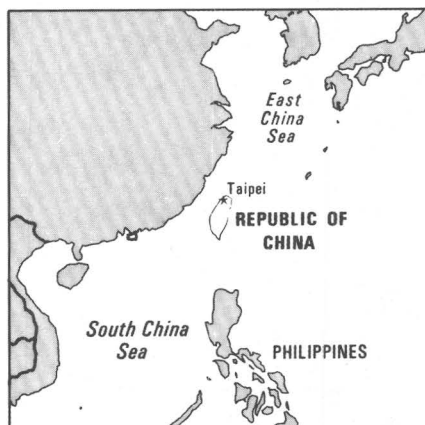 East
China
Sea
Taipei
REPUBLIC OF
CHINA
South China
Sea
PHILIPPINES